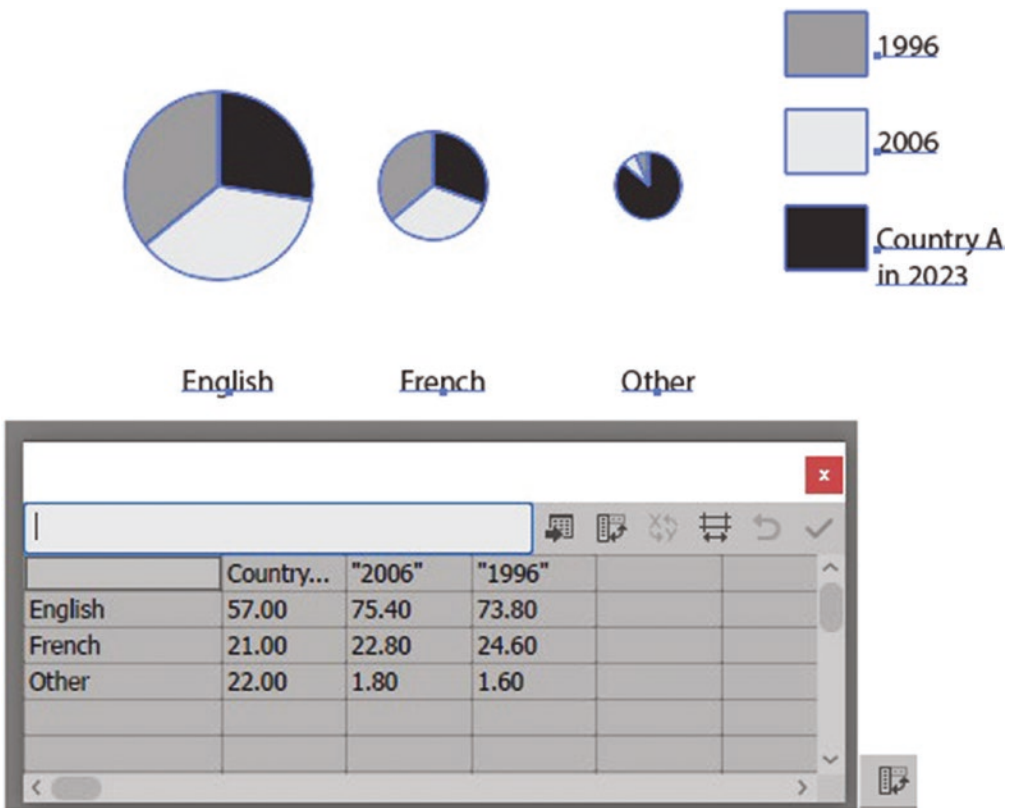 1996
2006
Country A
in 2023
English French Other
x
Country... "2006" "1996"
English 57.00 75.40 73.80
French 21.00 22.80 24.60
Other 22.00 1.80 1.60